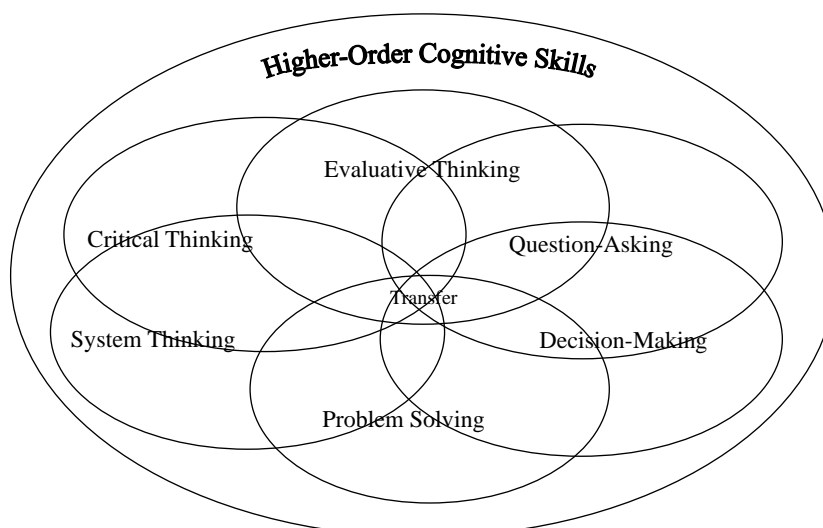 Higher-Order Cognitive Skills
Evaluative Thinking
Critical Thinking
Question-Asking
Transfer
System Thinking
Decision-Making
Problem Solving